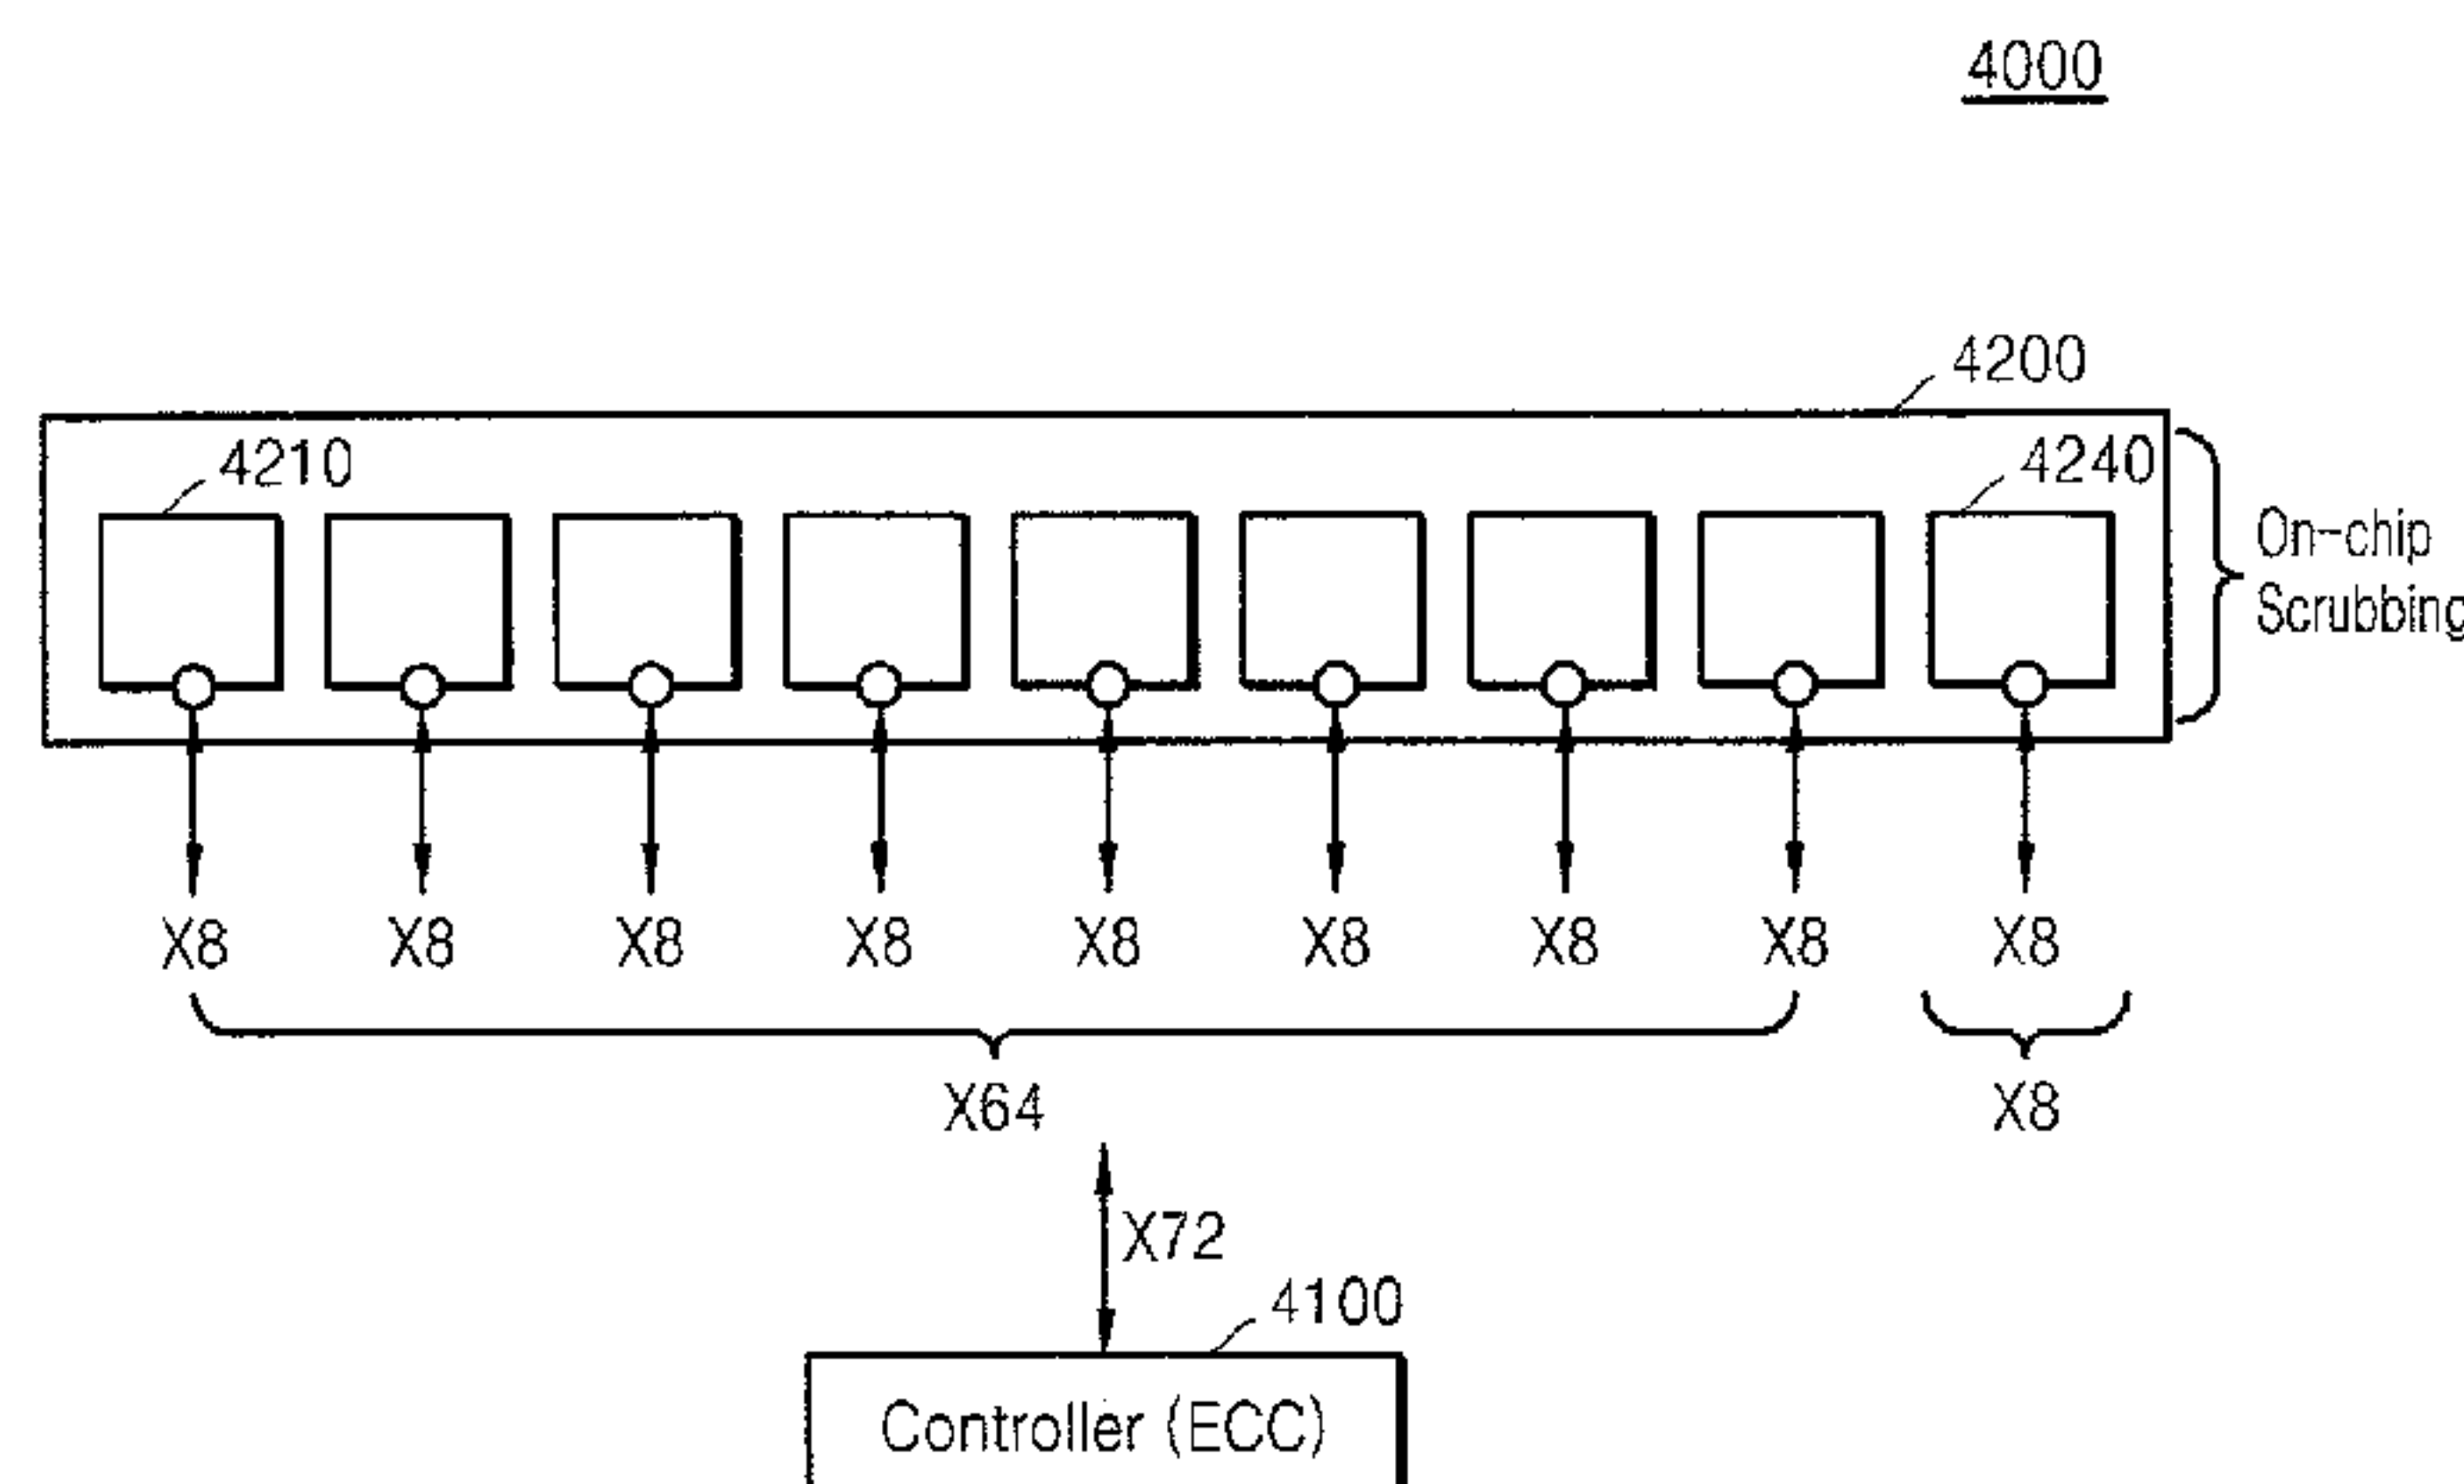 4000
4200
4210
4240
On-chip
Scrubbing
X8 X8 X8 X8 X8 X8 X8 X8 X8
X64 X8
X72
4100
Controller (ECC)